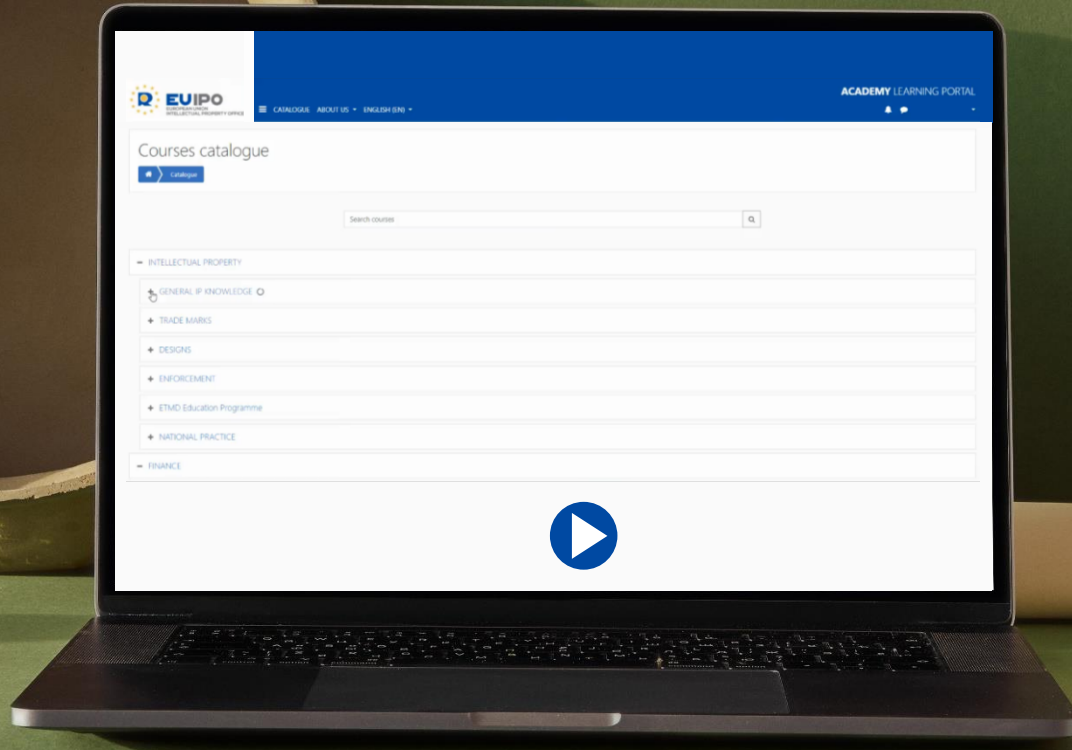 EUIPO
EUROPEAN UNION
INTELLECTUAL PROPERTY OFFICE
CATALOGUE ABOUT US ENGLISH (EN)
ACADEMY LEARNING PORTAL
Courses catalogue
Catalogue
Search courses
INTELLECTUAL PROPERTY
GENERAL IP KNOWLEDGE
TRADE MARKS
DESIGNS
ENFORCEMENT
ETMD Education Programme
NATIONAL PRACTICE
FINANCE